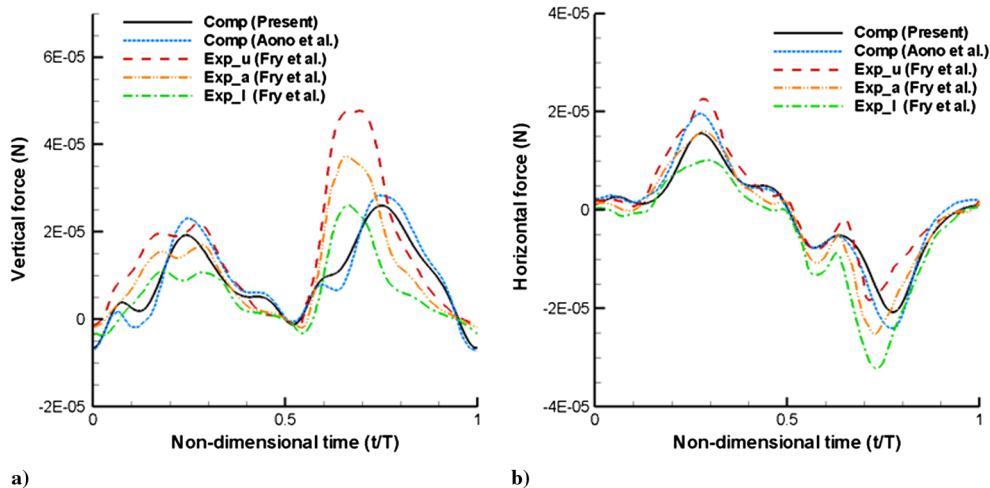 Comp (Present)
Comp (Aono et al.)
Exp_u (Fry et al.)
Exp_a (Fry et al.)
Exp_l (Fry et al.)
6E-05
4E-05
2E-05
0
-2E-05
Vertical force (N)
0
0.5
1
Non-dimensional time (t/T)
a)
Comp (Present)
Comp (Aono et al.)
Exp_u (Fry et al.)
Exp_a (Fry et al.)
Exp_l (Fry et al.)
4E-05
2E-05
0
-2E-05
-4E-05
Horizontal force (N)
0
0.5
1
Non-dimensional time (t/T)
b)